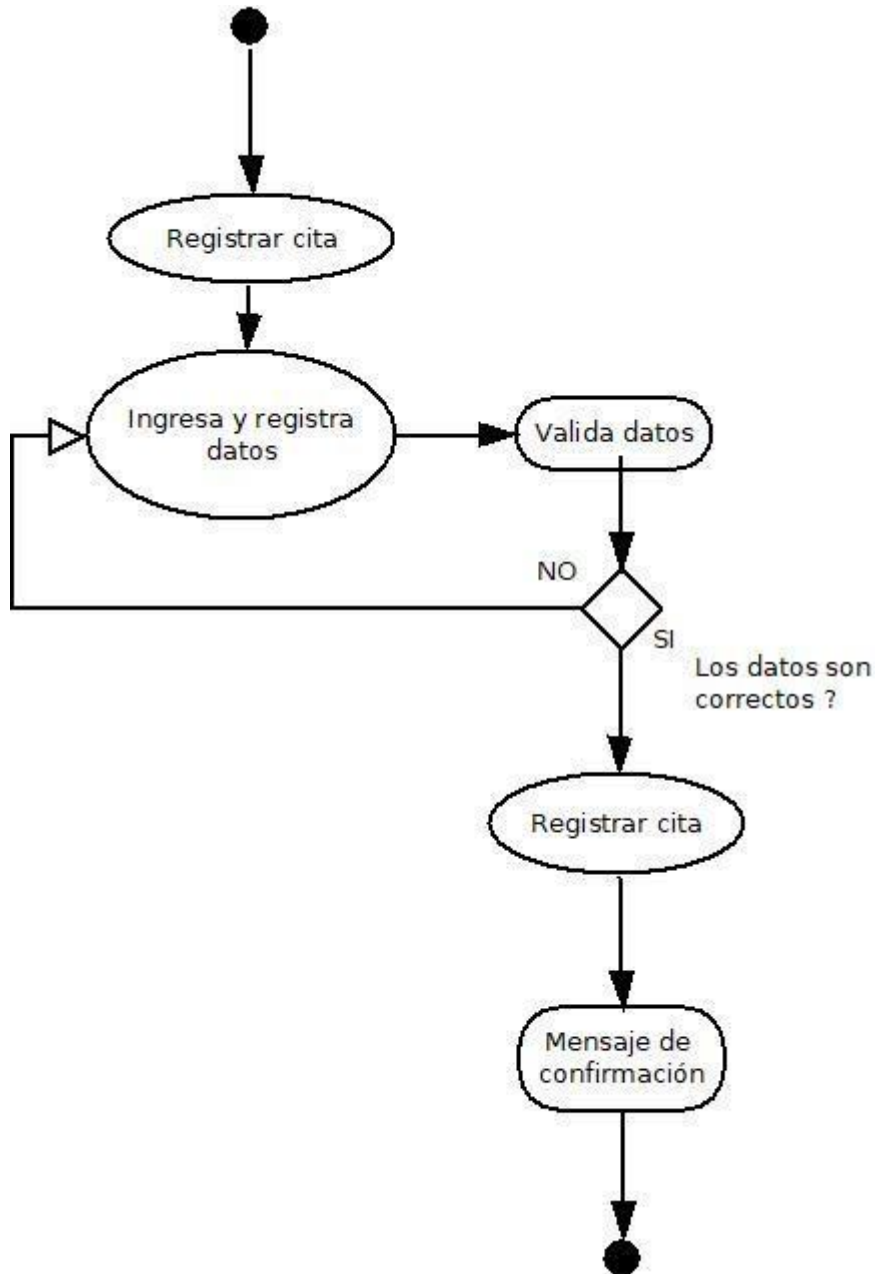 Registrar cita
Ingresa y registra
datos
Valida datos
NO
SI
Los datos son
correctos ?
Registrar cita
Mensaje de
confirmación